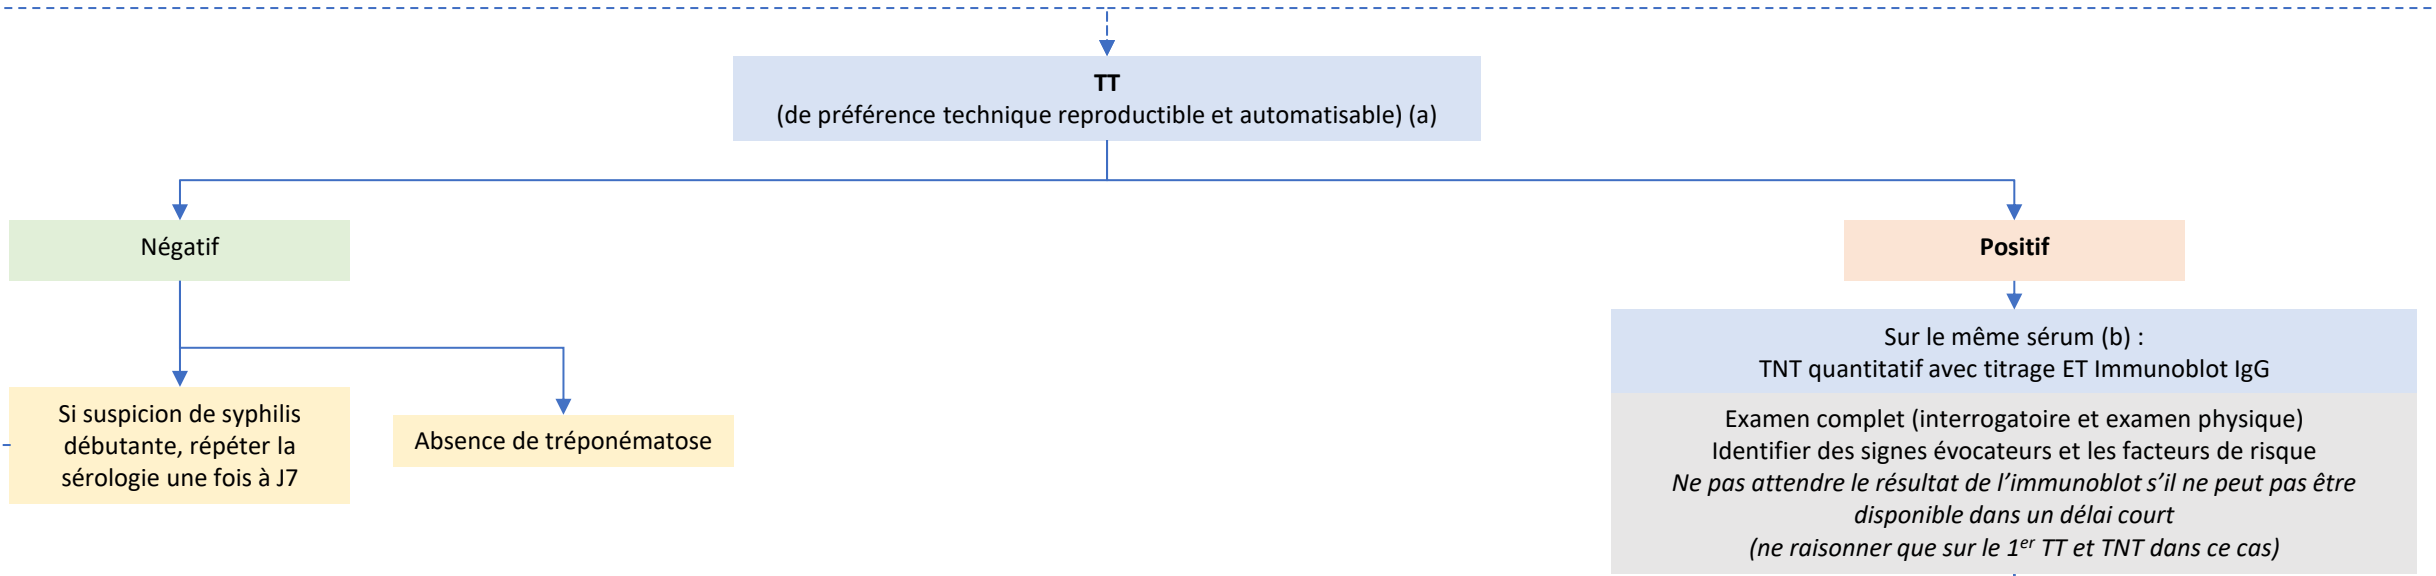 TT
(de préférence technique reproductible et automatisable) (a)
Négatif
Positif
Si suspicion de syphilis
débutante, répéter la
sérologie une fois à J7
Absence de tréponématose
Sur le même sérum (b) :
TNT quantitatif avec titrage ET Immunoblot IgG
Examen complet (interrogatoire et examen physique)
Identifier des signes évocateurs et les facteurs de risque
Ne pas attendre le résultat de l’immunoblot s’il ne peut pas être
disponible dans un délai court
(ne raisonner que sur le 1er TT et TNT dans ce cas)